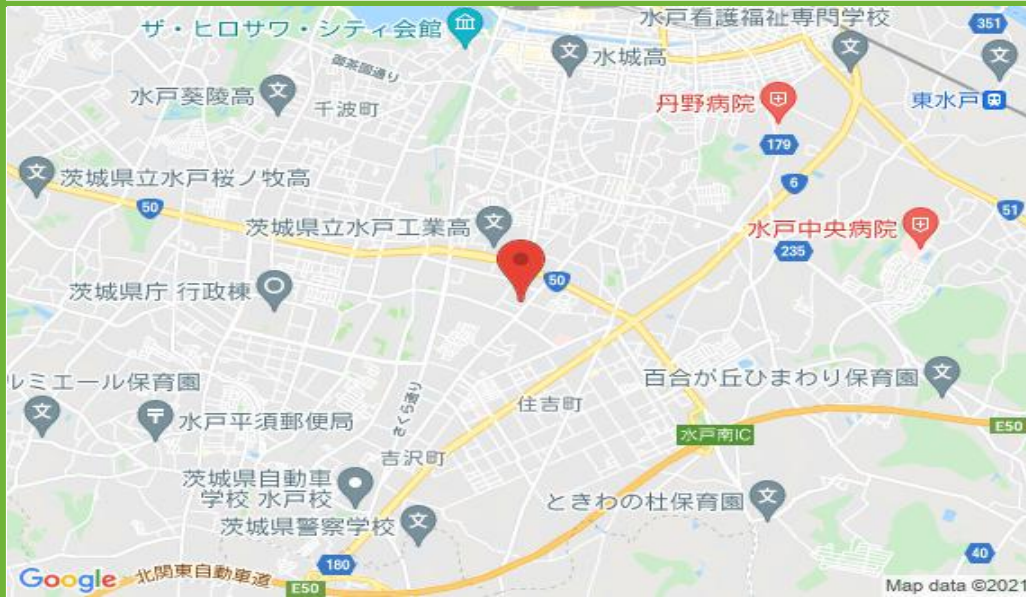 ザ・ヒロサワ・シティ会館
水戸看護福祉専門学校
351
水城高
御茶園通り
水戸葵陵高
千波町
丹野病院
東水戸
179
茨城県立水戸桜ノ牧高
6
50
51
茨城県立水戸工業高
水戸中央病院
235
50
茨城県庁 行政棟
ルミエール保育園
百合が丘ひまわり保育園
さくら通り
住吉町
水戸平須郵便局
水戸南IC
E50
吉沢町
茨城県自動車
学校 水戸校
ときわの杜保育園
茨城県警察学校
40
180
Google
北関東自動車道
E50
Map data ©2021